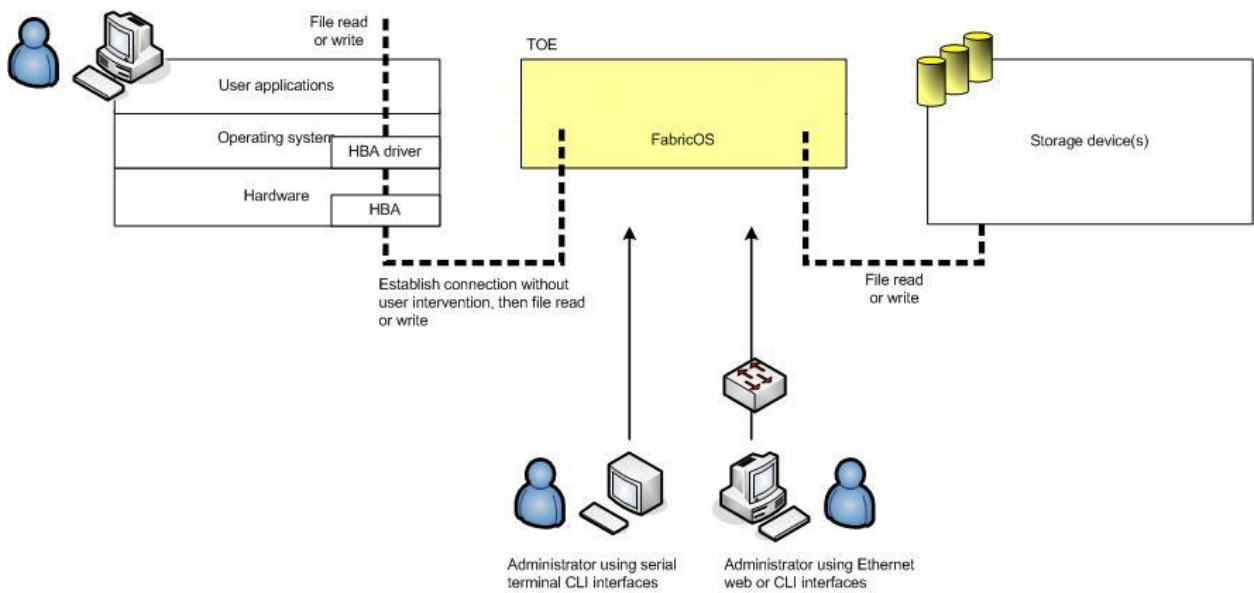 File read
or write
TOE
User applications
Operating system
HBA driver
FabricOS
Storage device(s)
Hardware
HBA
Establish connection without
user intervention, then file read
or write
File read
or write
Administrator using serial
terminal CLI interfaces
Administrator using Ethernet
web or CLI interfaces